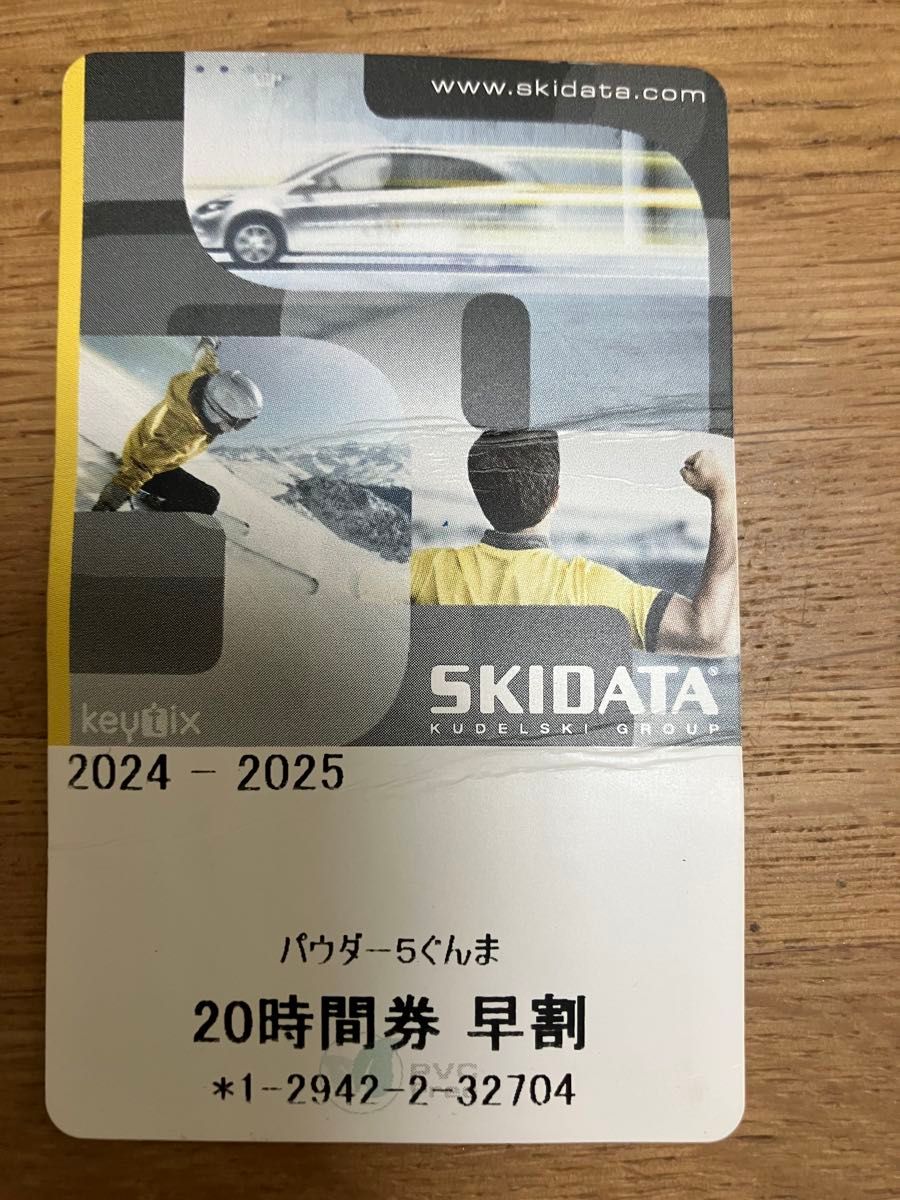 www.skidata.com
SKIDATA
keytix
KUDELSKI GROUP
2024 - 2025
パウダー5ぐんま
20時間券 早割
PVC
*1-2942-2-32704